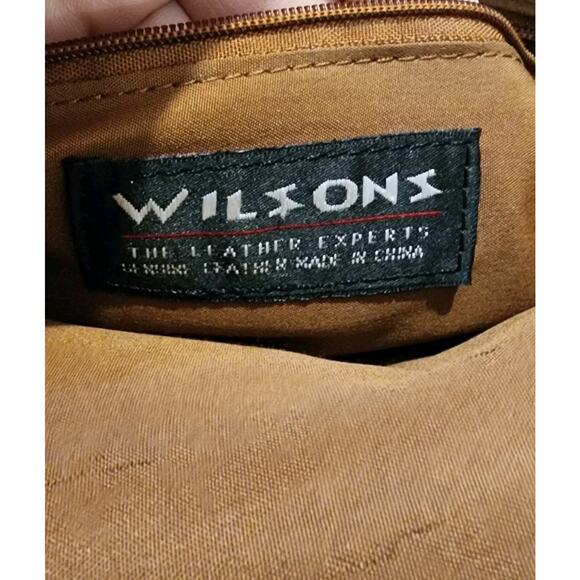 WILSONS
THE LEATHER EXPERTS
GENUINE LEATHER MADE IN CHINA